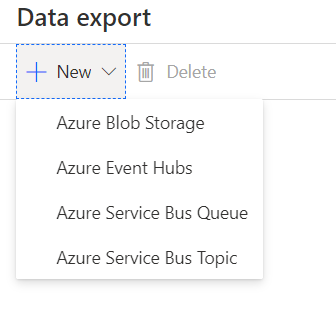 Data export
New
Delete
Azure Blob Storage
Azure Event Hubs
Azure Service Bus Queue
Azure Service Bus Topic